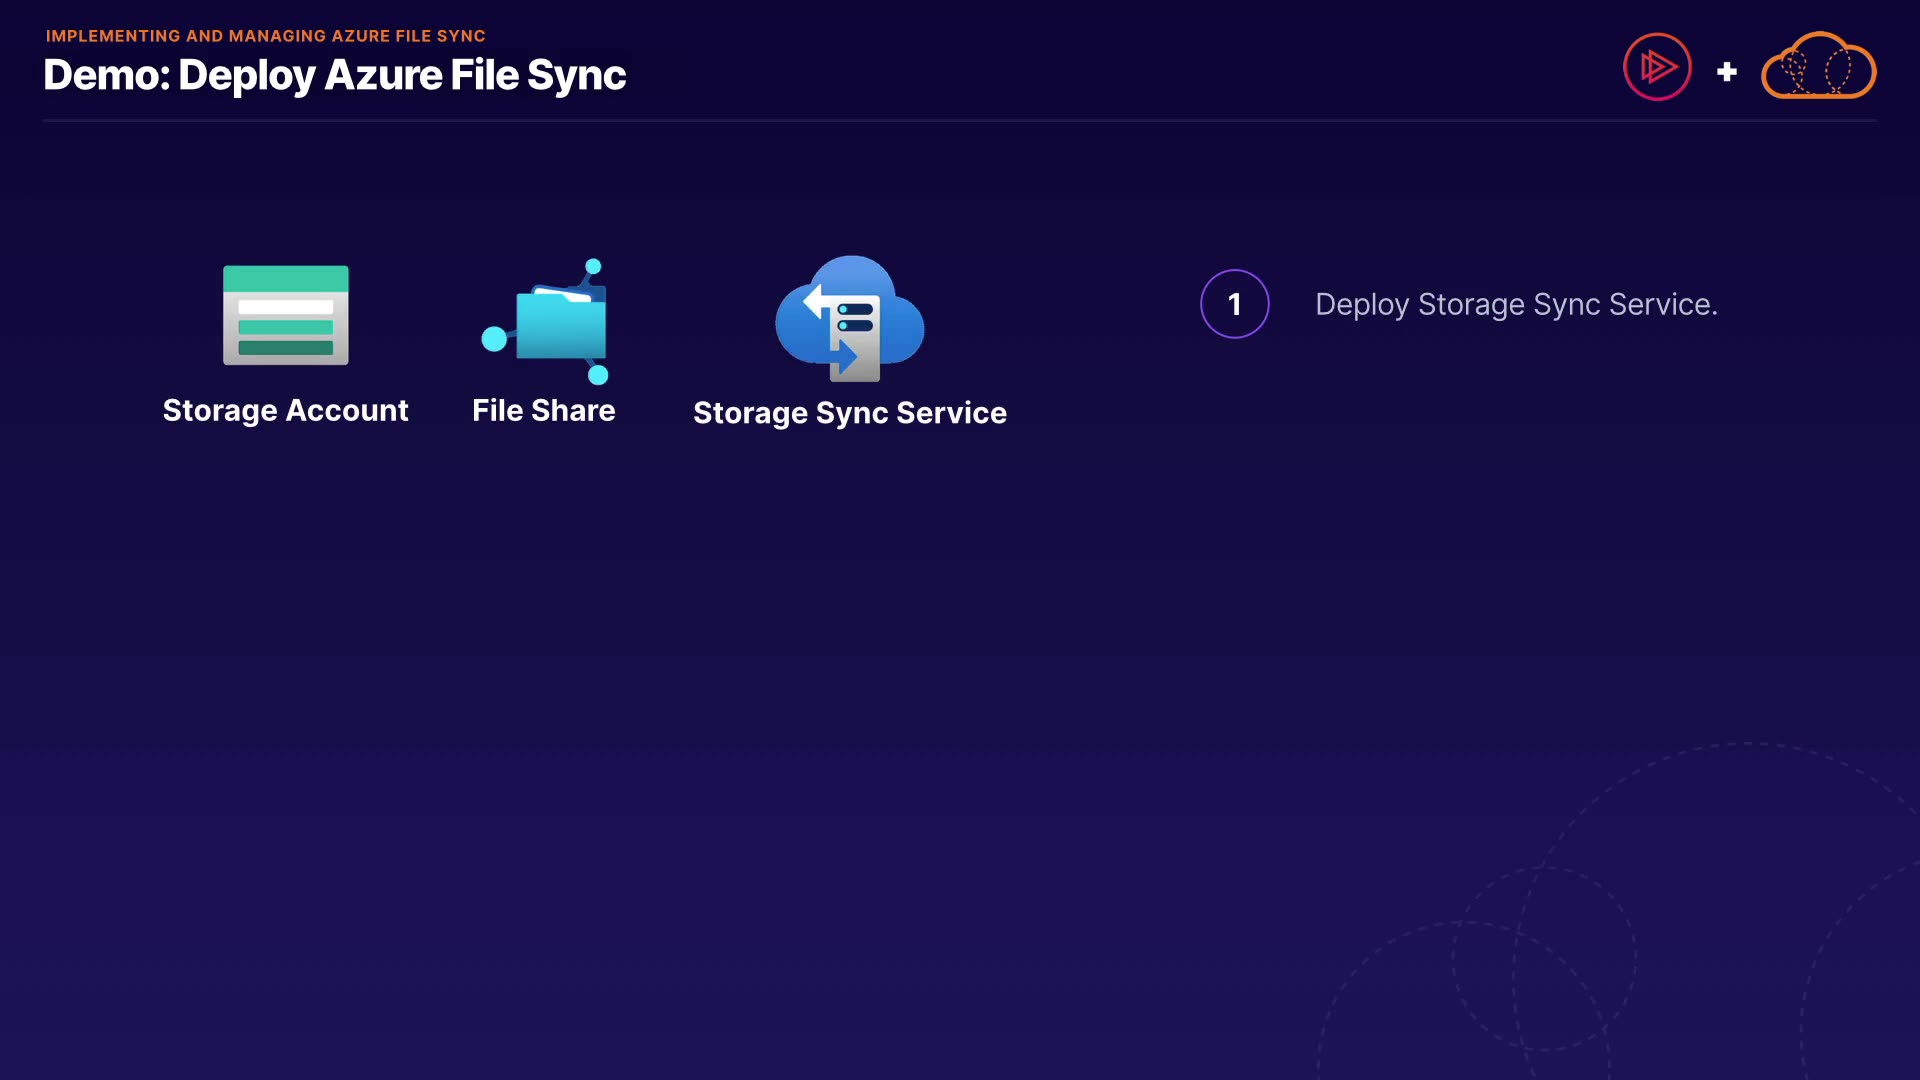 IMPLEMENTING AND MANAGING AZURE FILE SYNC
Demo: Deploy Azure File Sync
Storage Account
File Share
Storage Sync Service
1
Deploy Storage Sync Service.